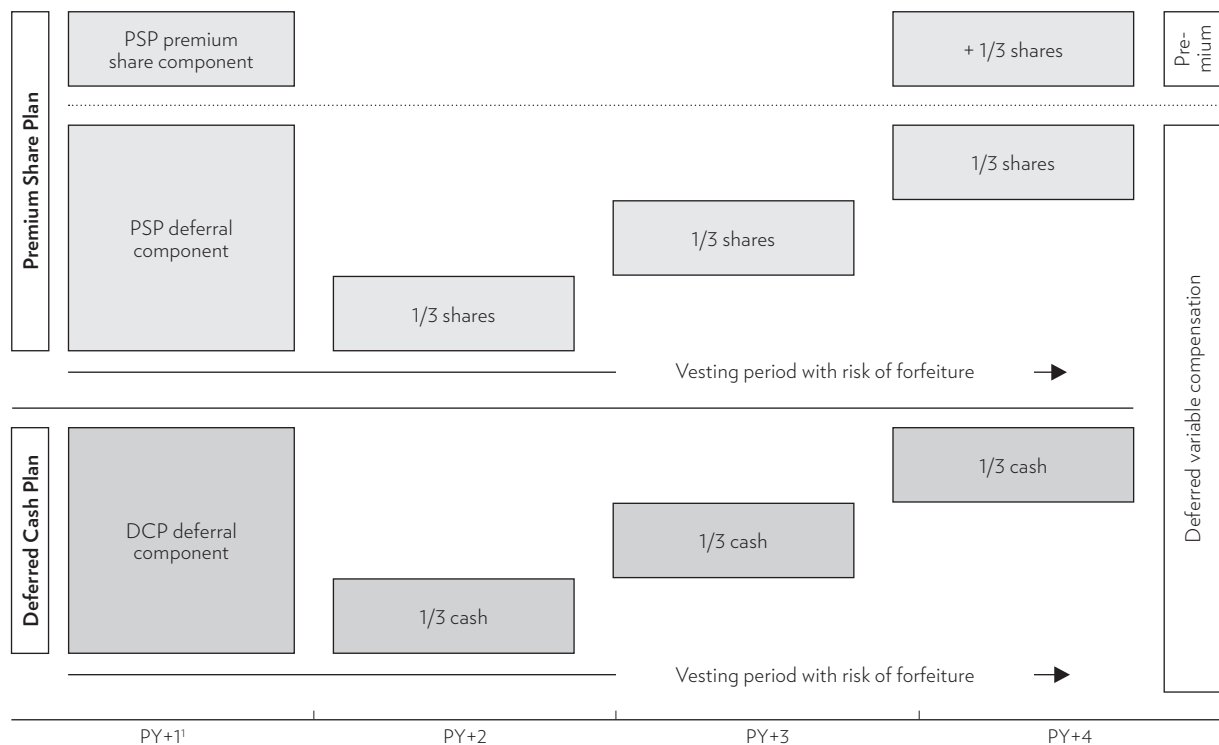 Premium Share Plan
PSP premium
share component
+ 1/3 shares
Pre-
mium
PSP deferral
component
1/3 shares
1/3 shares
1/3 shares
Vesting period with risk of forfeiture
Deferred variable compensation
Deferred Cash Plan
DCP deferral
component
1/3 cash
1/3 cash
1/3 cash
Vesting period with risk of forfeiture
PY+1¹ PY+2 PY+3 PY+4